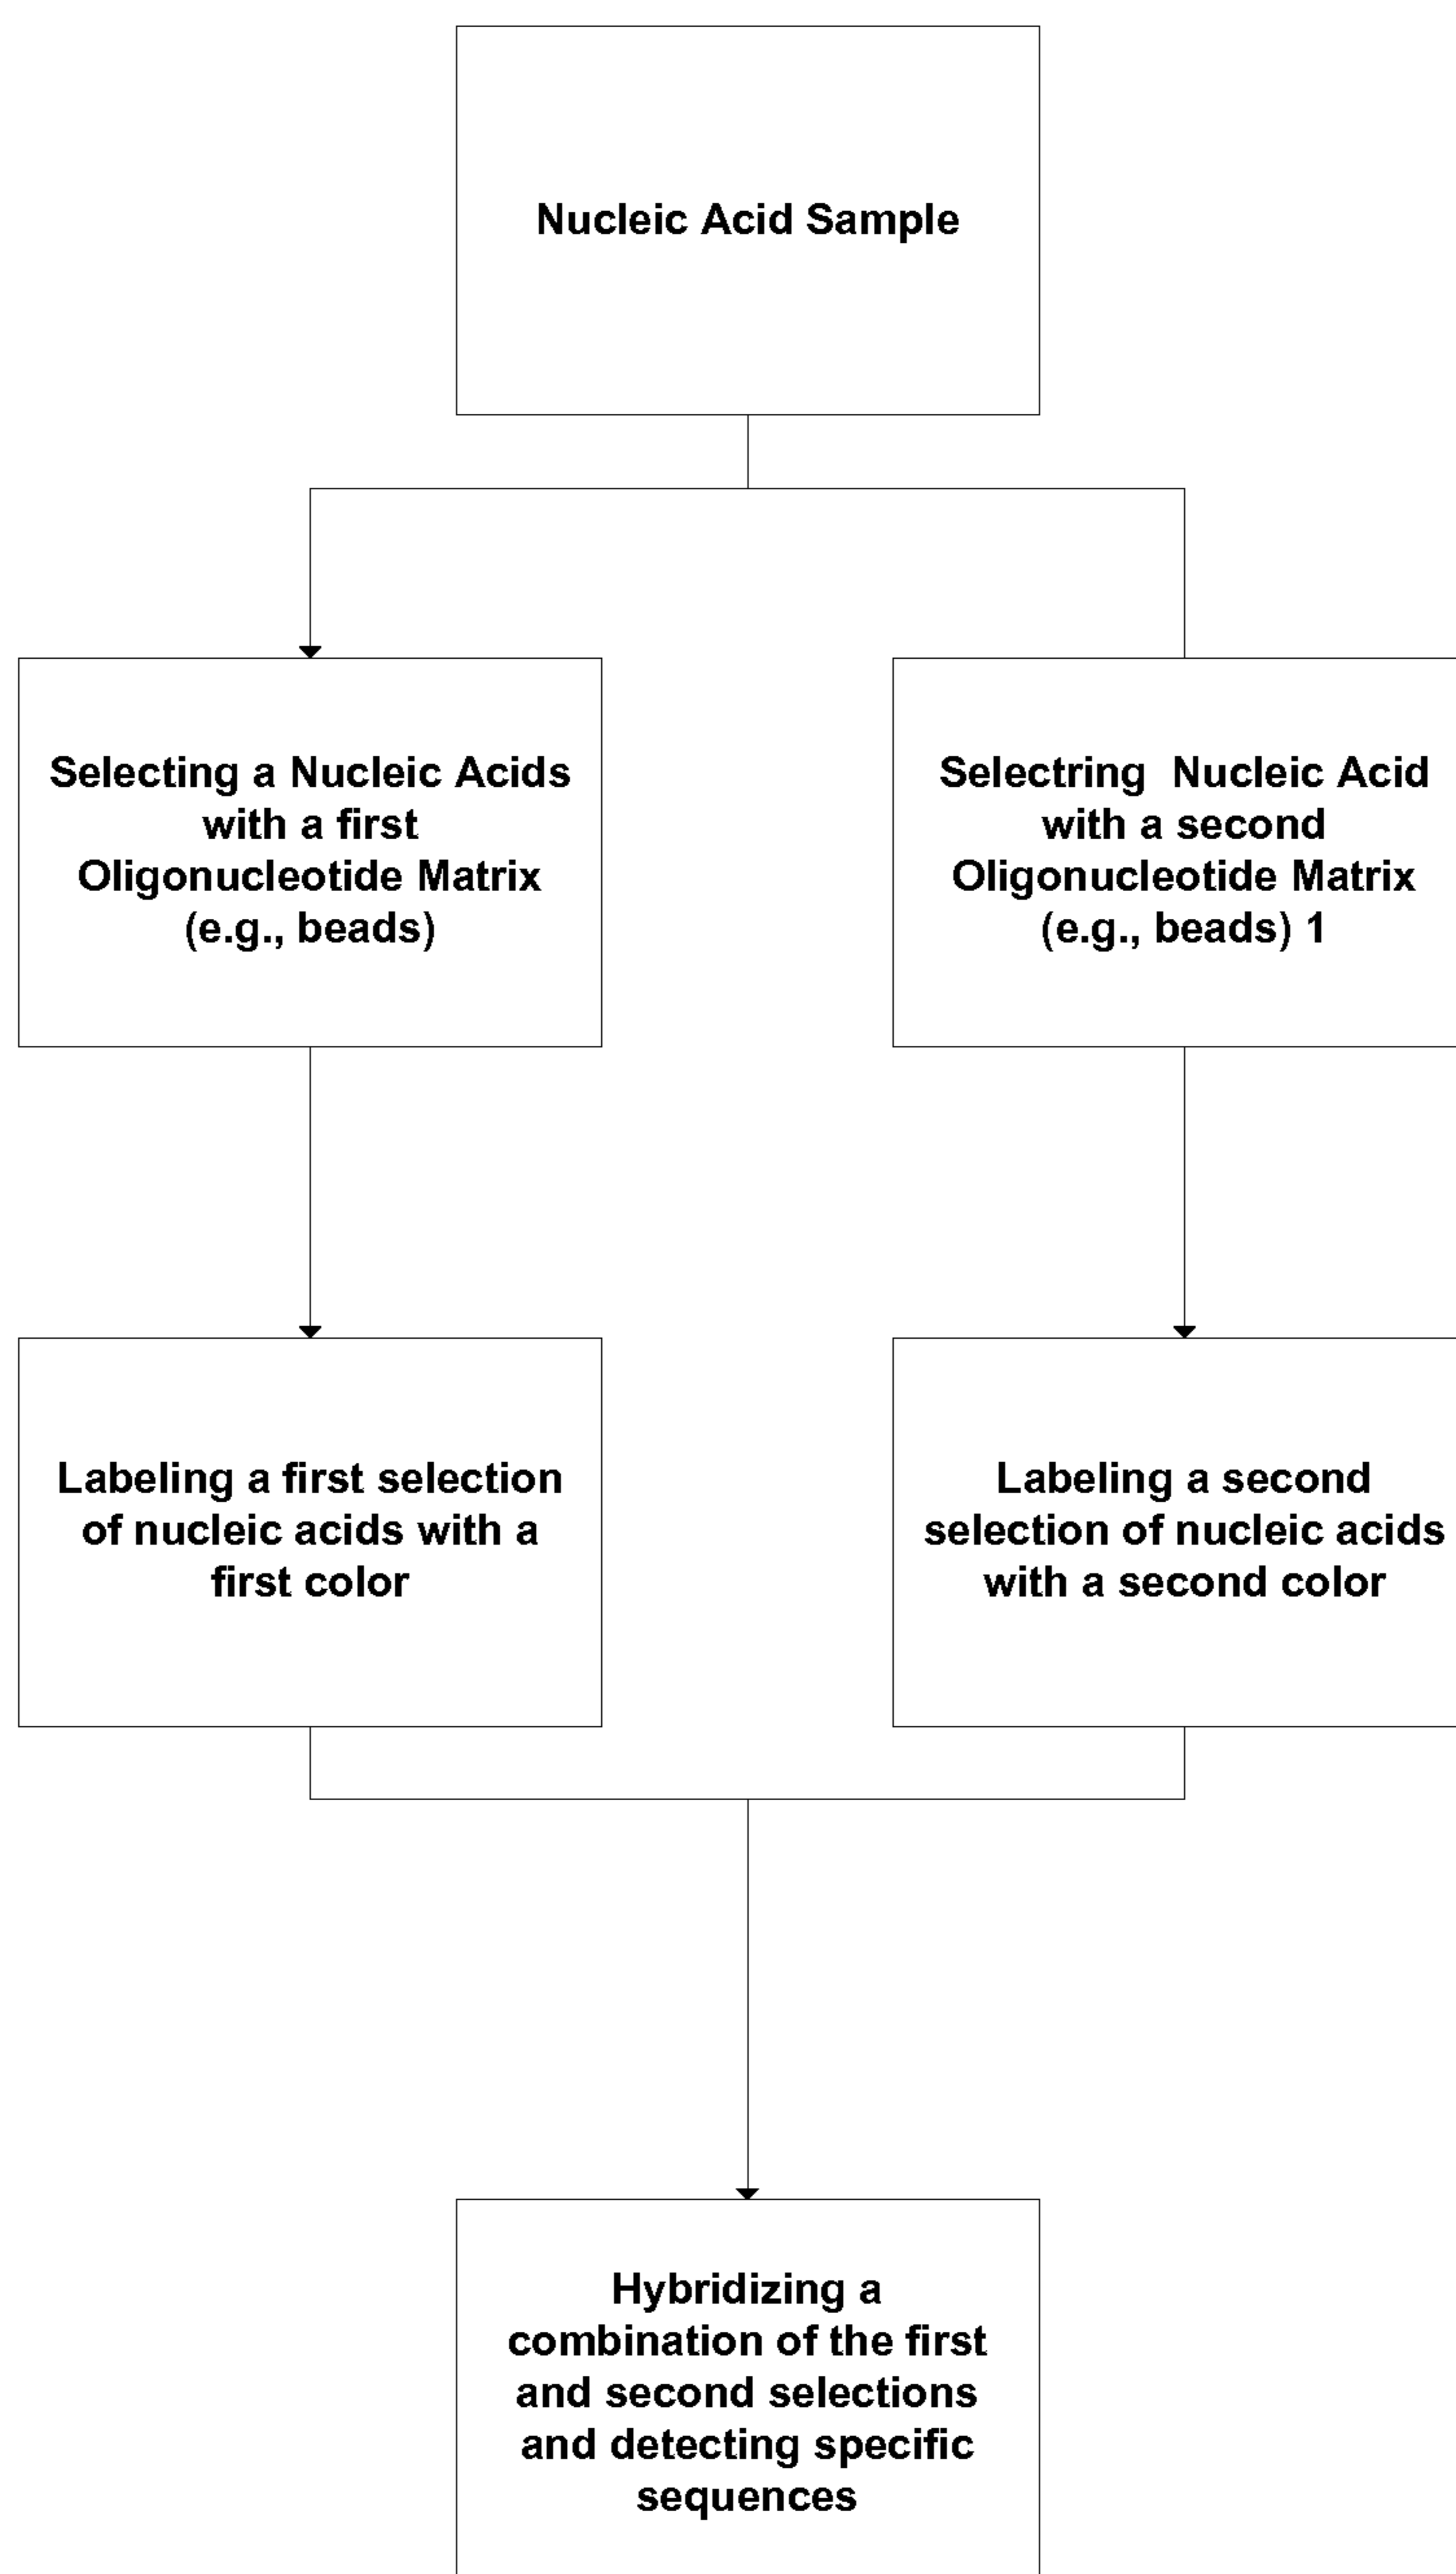 Nucleic Acid Sample
Selecting a Nucleic Acids
with a first
Oligonucleotide Matrix
(e.g., beads)
Selectring  Nucleic Acid
with a second
Oligonucleotide Matrix
(e.g., beads) 1
Labeling a first selection
of nucleic acids with a
first color
Labeling a second
selection of nucleic acids
with a second color
Hybridizing a
combination of the first
and second selections
and detecting specific
sequences